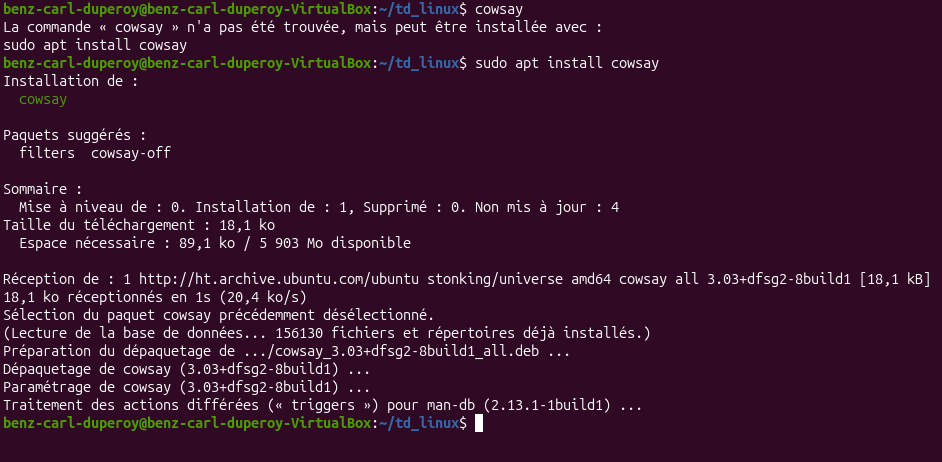 benz-carl-duperoy@benz-carl-duperoy-VirtualBox:~/td_linux$ cowsay
La commande « cowsay » n'a pas été trouvée, mais peut être installée avec :
sudo apt install cowsay
benz-carl-duperoy@benz-carl-duperoy-VirtualBox:~/td_linux$ sudo apt install cowsay
Installation de :
  cowsay

Paquets suggérés :
  filters  cowsay-off

Sommaire :
  Mise à niveau de : 0. Installation de : 1, Supprimé : 0. Non mis à jour : 4
Taille du téléchargement : 18,1 ko
  Espace nécessaire : 89,1 ko / 5 903 Mo disponible

Réception de : 1 http://ht.archive.ubuntu.com/ubuntu stonking/universe amd64 cowsay all 3.03+dfsg2-8build1 [18,1 kB]
18,1 ko réceptionnés en 1s (20,4 ko/s)
Sélection du paquet cowsay précédemment désélectionné.
(Lecture de la base de données... 156130 fichiers et répertoires déjà installés.)
Préparation du dépaquetage de .../cowsay_3.03+dfsg2-8build1_all.deb ...
Dépaquetage de cowsay (3.03+dfsg2-8build1) ...
Paramétrage de cowsay (3.03+dfsg2-8build1) ...
Traitement des actions différées (« triggers ») pour man-db (2.13.1-1build1) ...
benz-carl-duperoy@benz-carl-duperoy-VirtualBox:~/td_linux$